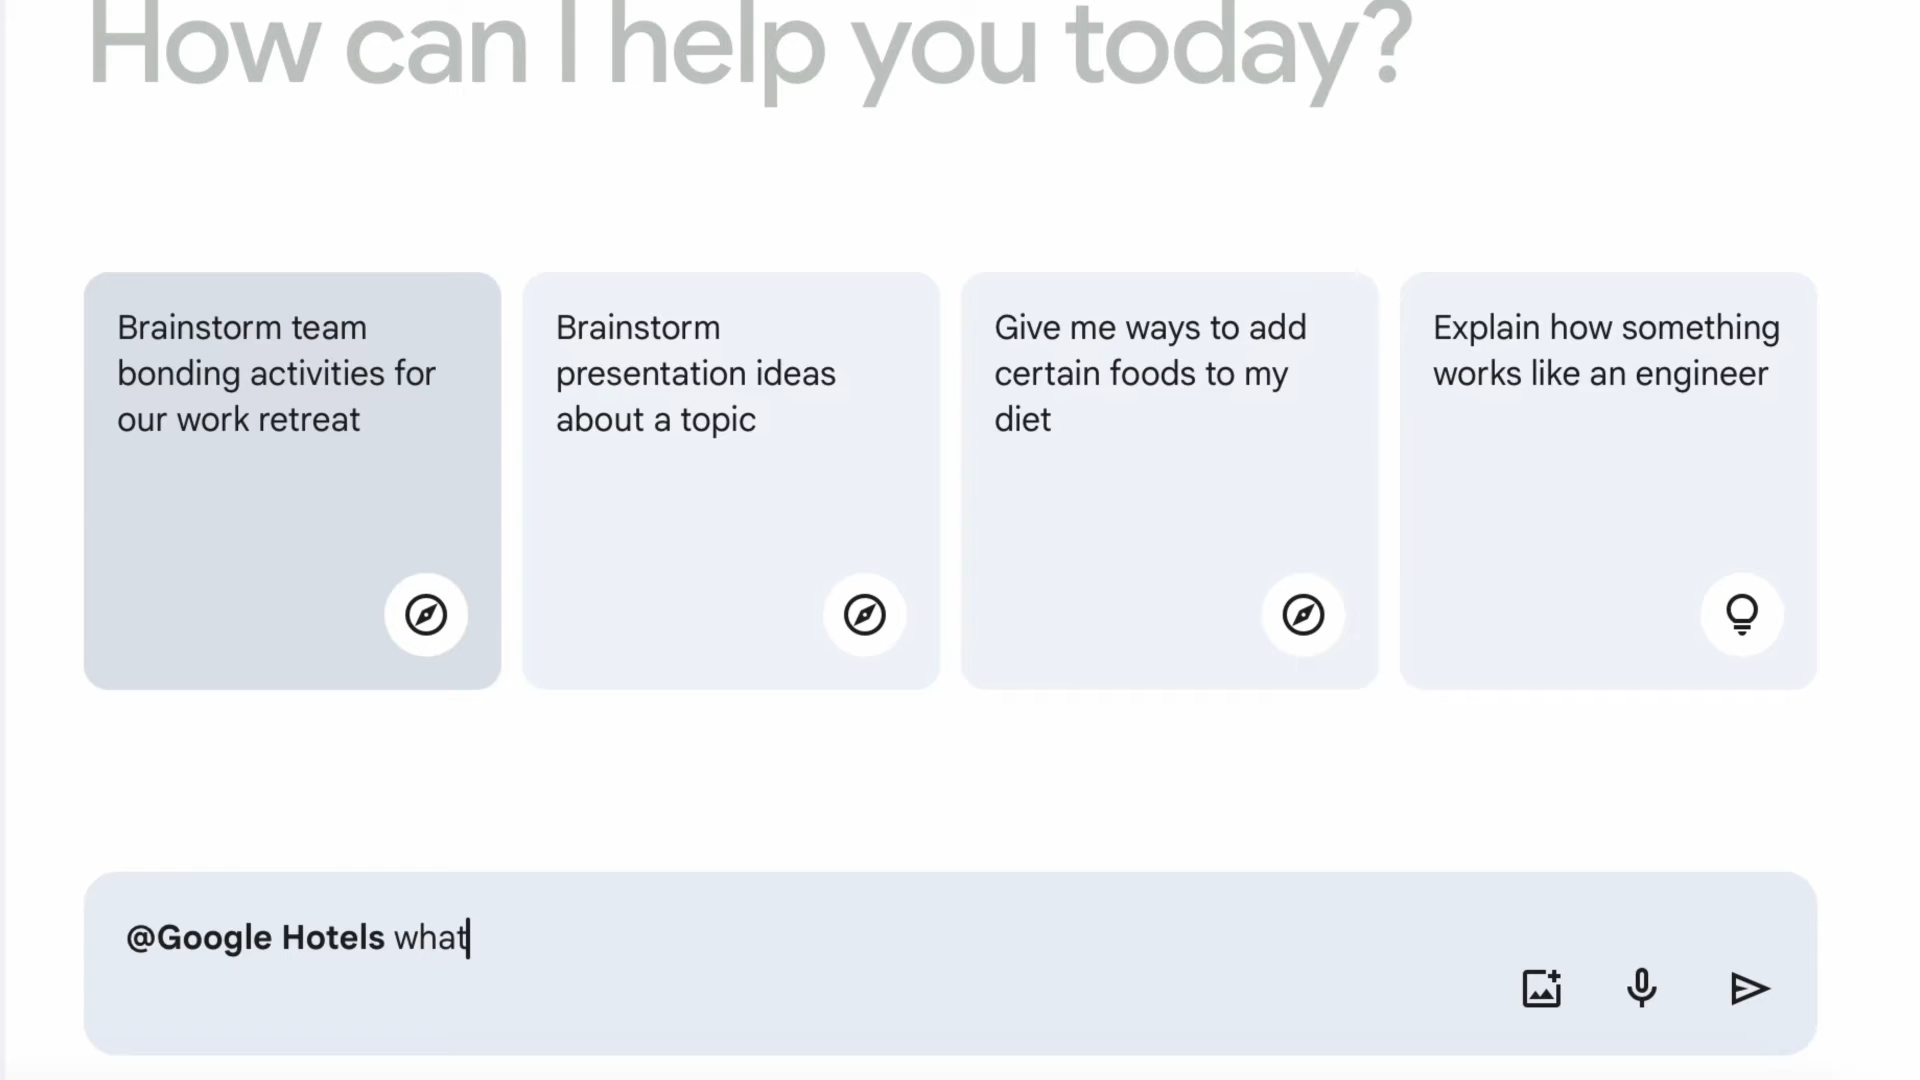 How can I help you today?
Brainstorm team
bonding activities for
our work retreat
Brainstorm
presentation ideas
about a topic
Give me ways to add
certain foods to my
diet
Explain how something
works like an engineer
@Google Hotels what